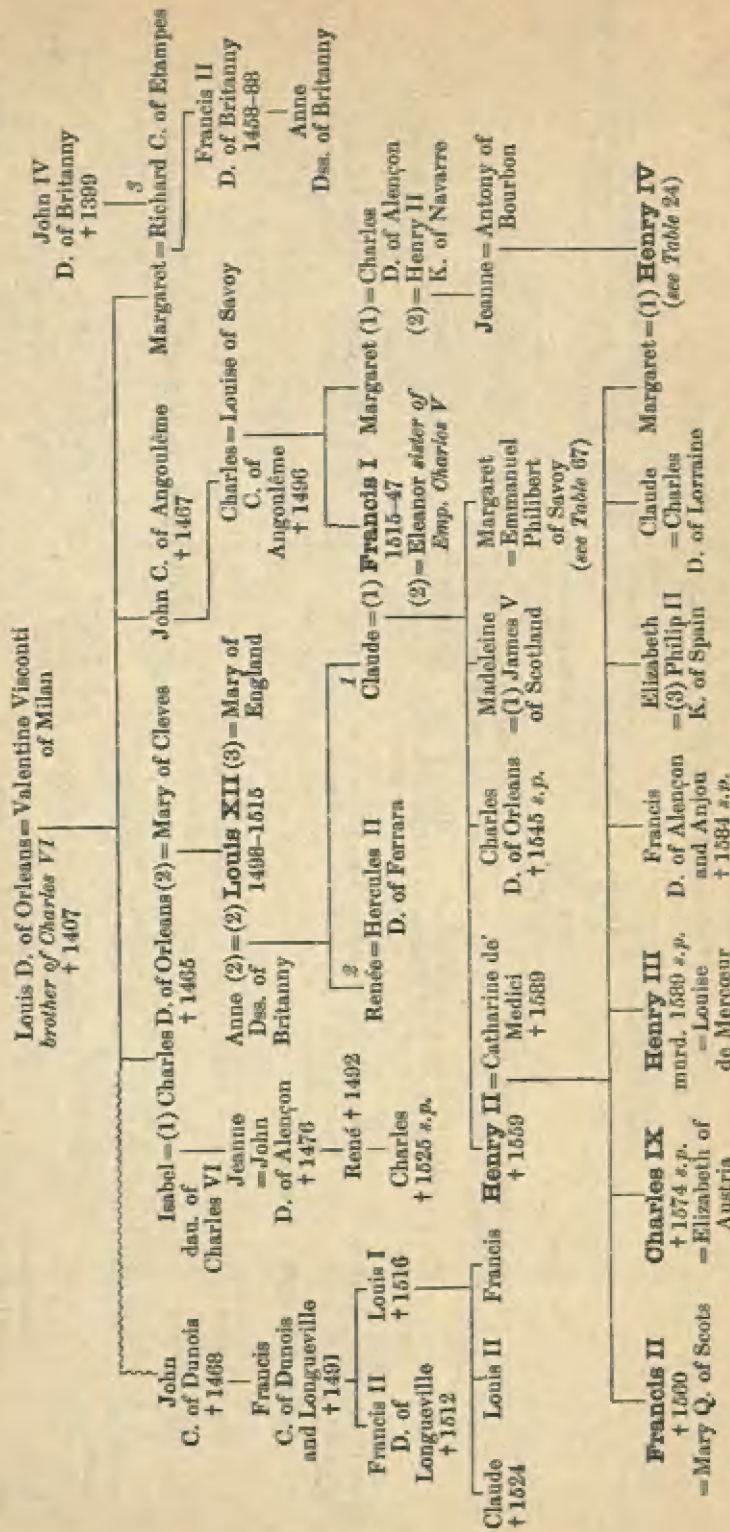 Louis D. of Orleans=Valentine Visconti
brother of Charles VI of Milan
† 1407
John IV
D. of Britanny
† 1399
3
John
C. of Dunois
† 1468
Isabel=(1) Charles D. of Orleans (2)=Mary of Cleves
dau. of
Charles VI
† 1465
John C. of Angoulême
† 1467
Margaret=Richard C. of Etampes
Francis
C. of Dunois
and Longueville
† 1491
Jeanne
=John
D. of Alençon
† 1476
Anne (2)=(2) Louis XII (3)=Mary of
Dss. of
Britanny
1498-1515
England
Charles=Louise of Savoy
C. of
Angoulême
† 1496
Francis II
D. of Britanny
1458-88
Francis II
D. of
Longueville
† 1512
Louis I
† 1516
René † 1492
Charles
† 1525 s.p.
2
Renée=Hercules II
D. of Ferrara
1
Claude=(1) Francis I
1515-47
(2)=Eleanor sister of
Emp. Charles V
Margaret (1)=Charles
D. of Alençon
(2)=Henry II
K. of Navarre
Anne
Dss. of Britanny
Claude
† 1524
Louis II
Francis
Henry II=Catharine de'
† 1559
Medici
† 1589
Charles
D. of Orleans
† 1545 s.p.
Madeleine
=(1) James V
of Scotland
Margaret
=Emmanuel
Philibert
of Savoy
(see Table 67)
Jeanne=Antony of
Bourbon
Francis II
† 1560
=Mary Q. of Scots
Charles IX
† 1574 s.p.
=Elizabeth of
Austria
Henry III
murd. 1589 s.p.
=Louise
de Mercœur
Francis
D. of Alençon
and Anjou
† 1584 s.p.
Elizabeth
=(3) Philip II
K. of Spain
Claude
=Charles
D. of Lorraine
Margaret=(1) Henry IV
(see Table 24)